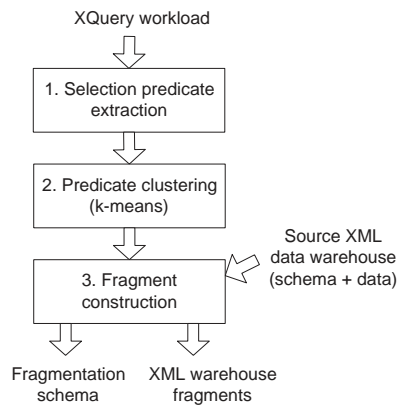 XQuery workload
1. Selection predicate
extraction
2. Predicate clustering
(k-means)
Source XML
data warehouse
(schema + data)
3. Fragment
construction
Fragmentation
schema
XML warehouse
fragments